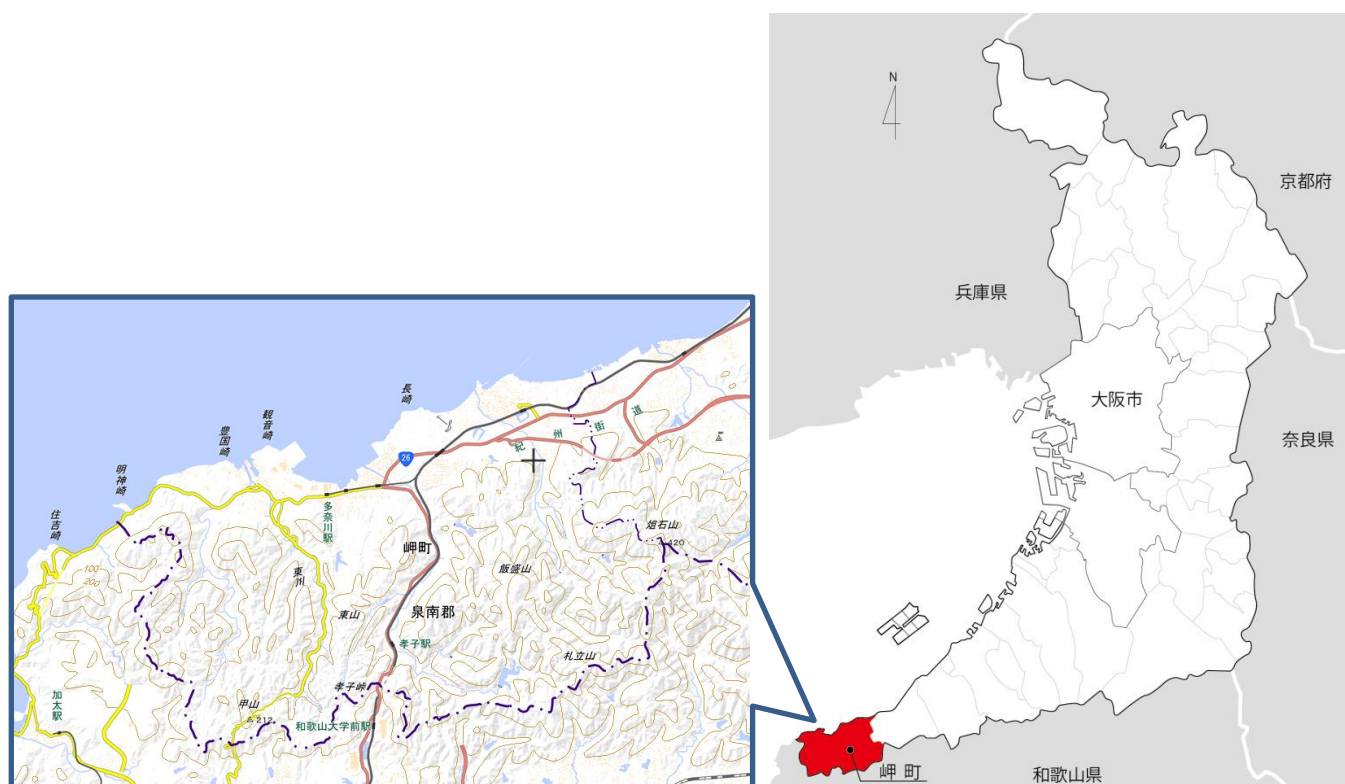 N
京都府
兵庫県
大阪市
奈良県
岬町
和歌山県
長崎
観音崎
豊国崎
明神崎
住吉崎
26
紀州街道
多奈川駅
岬町
俎石山
420
飯盛山
東川
東山
泉南郡
孝子駅
札立山
孝子峠
甲山
212
和歌山大学前駅
加太駅
100
200